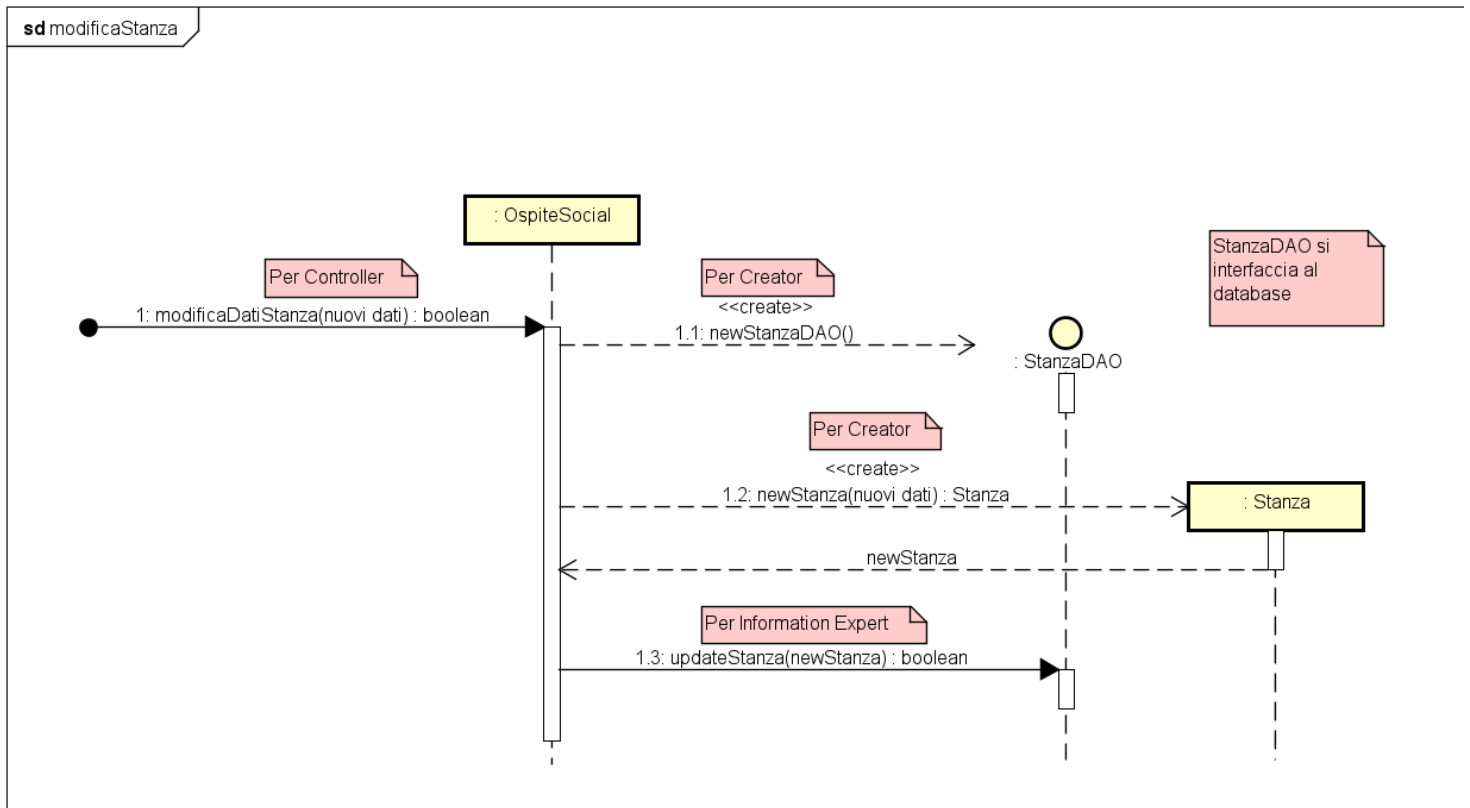 sd modificaStanza
: OspiteSocial
StanzaDAO si
interfaccia al
database
Per Controller
Per Creator
<<create>>
1: modificaDatiStanza(nuovi dati) : boolean
1.1: newStanzaDAO()
: StanzaDAO
Per Creator
<<create>>
1.2: newStanza(nuovi dati) : Stanza
: Stanza
newStanza
Per Information Expert
1.3: updateStanza(newStanza) : boolean